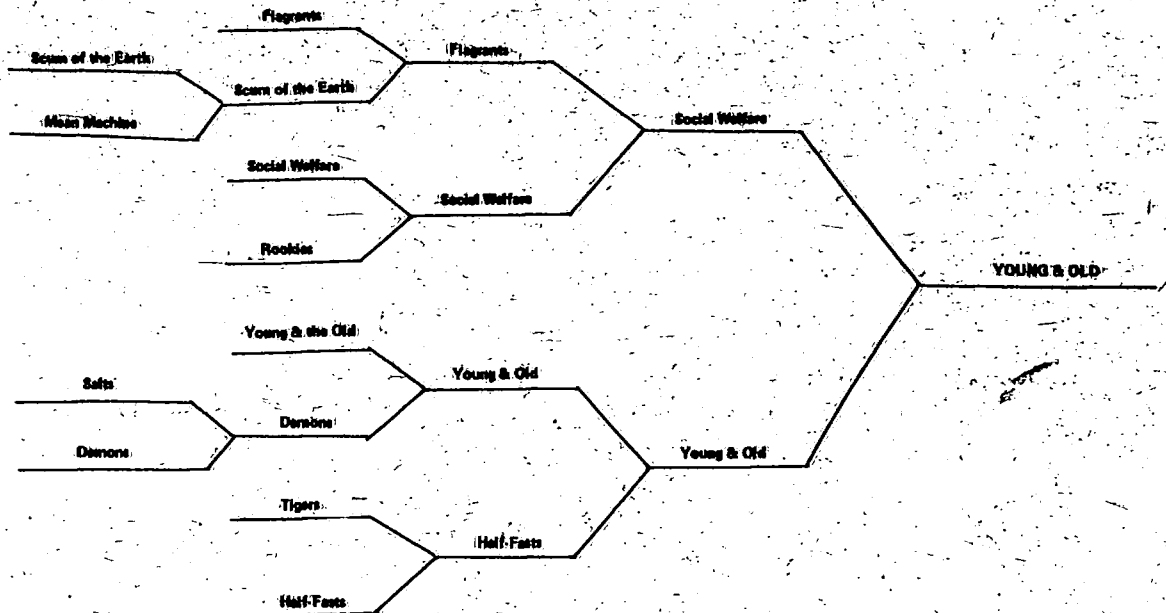 Flagrants
Flagrants
Scum of the Earth
Scum of the Earth
Mean Machine
Social Welfare
Social Welfare
Social Welfare
Rookies
YOUNG & OLD
Young & the Old
Young & Old
Salts
Demons
Demons
Young & Old
Tigers
Half-Fasts
Half-Fasts